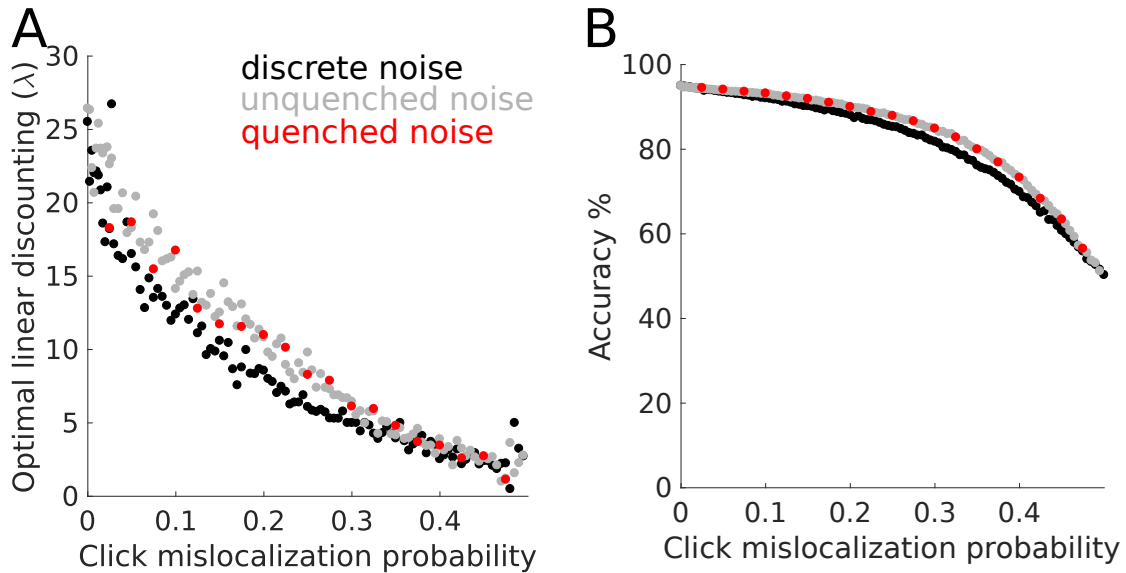 A
B
Optimal linear discounting (λ)
30
25
20
15
10
5
0
discrete noise
unquenched noise
quenched noise
0 0.1 0.2 0.3 0.4
Click mislocalization probability
Accuracy %
100
80
60
40
20
0
0 0.1 0.2 0.3 0.4
Click mislocalization probability